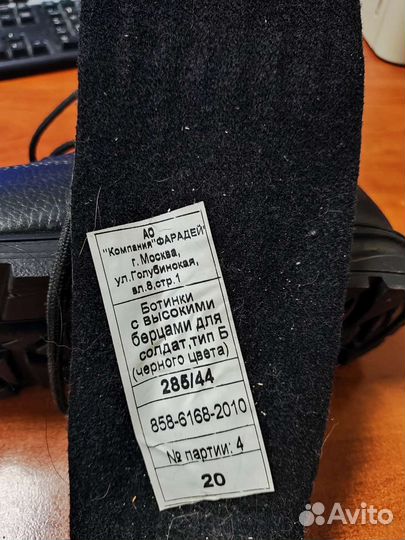 АО
"Компания"ФАРАДЕЙ"
г.Москва,
ул.Голубинская,
вл.8,стр.1
Ботинки
с высокими
берцами для
солдат,тип Б
(черного цвета)
285/44
858-6168-2010
№ партии: 4
20
Avito